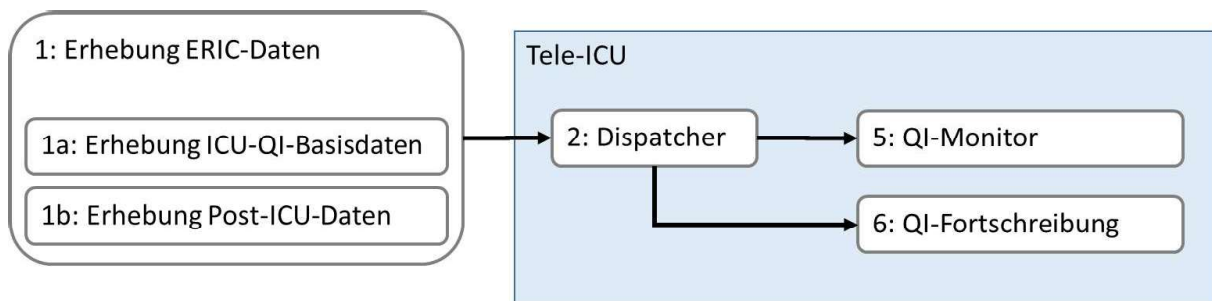 1: Erhebung ERIC-Daten
1a: Erhebung ICU-QI-Basisdaten
1b: Erhebung Post-ICU-Daten
Tele-ICU
2: Dispatcher
5: QI-Monitor
6: QI-Fortschreibung